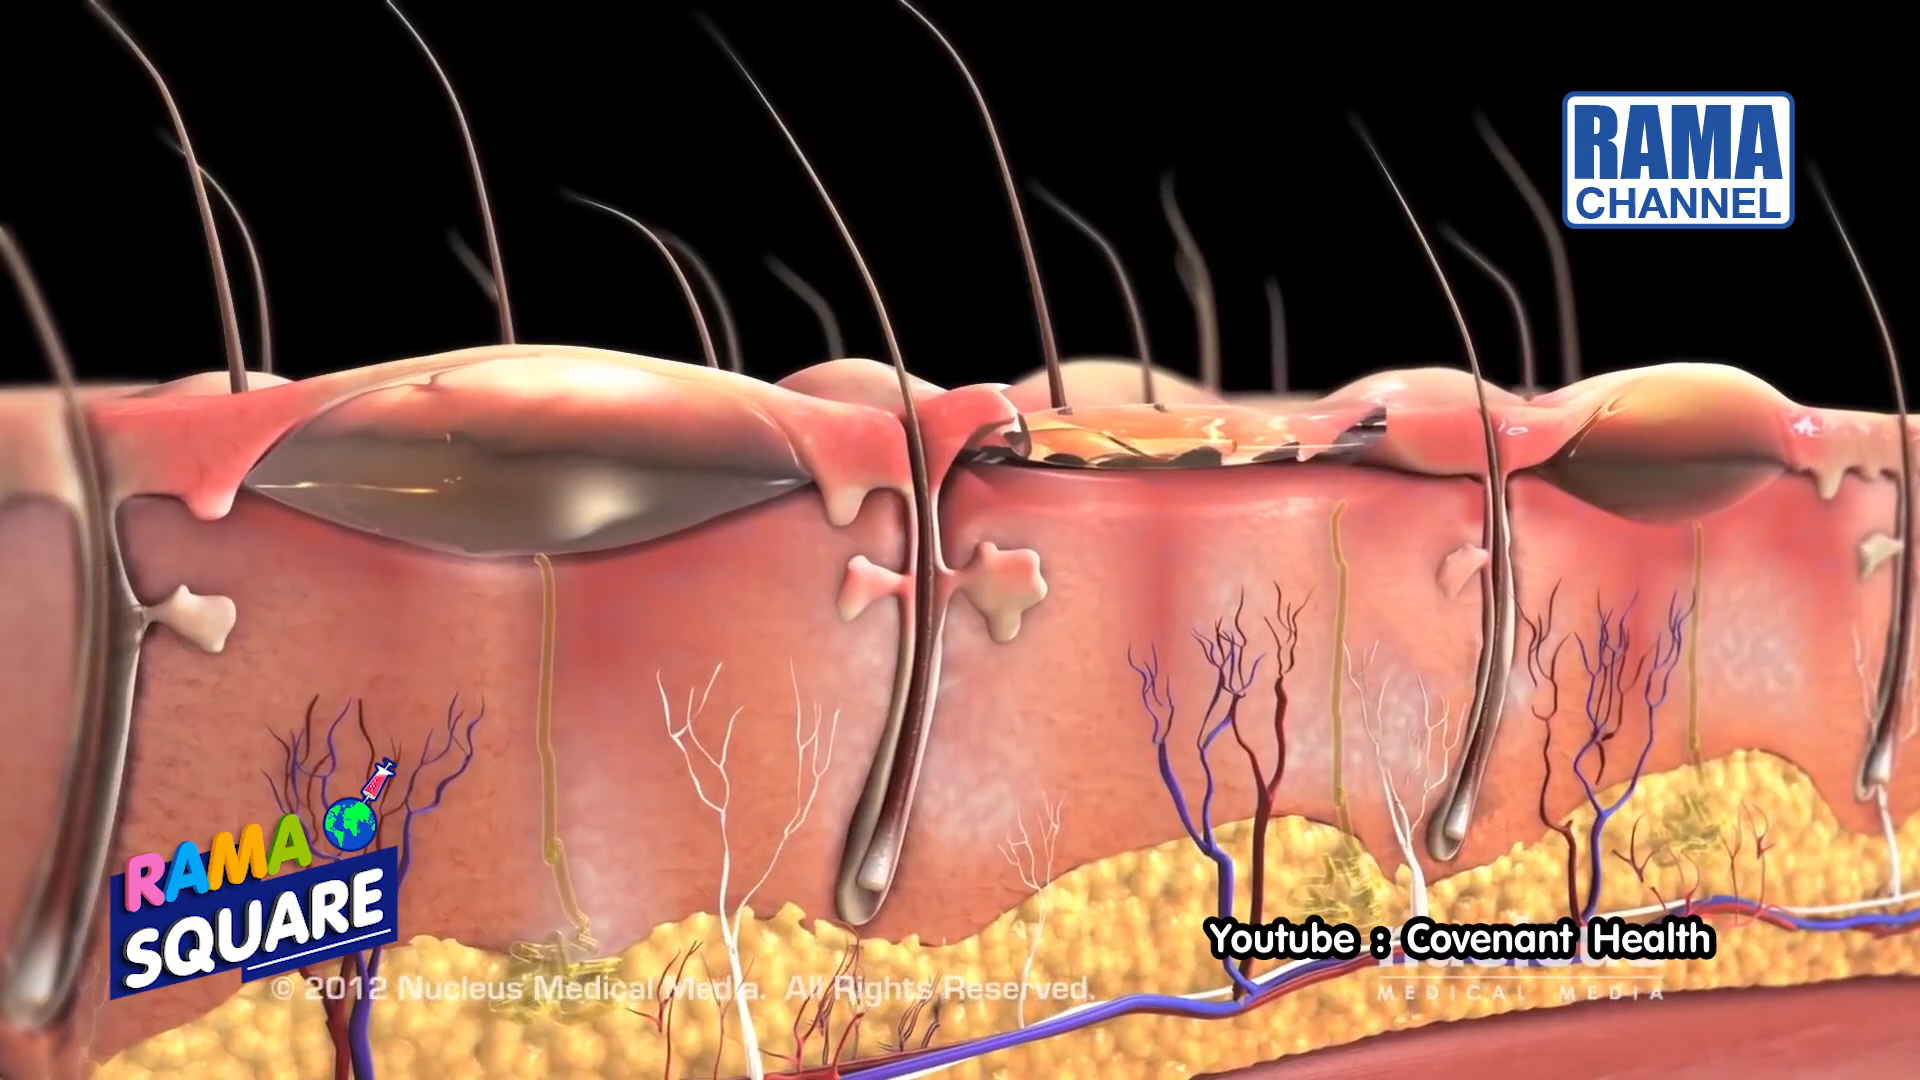 RAMA
CHANNEL
RAMA
SQUARE
Youtube : Covenant Health
© 2012 Nucleus Medical Media. All Rights Reserved.
MEDICAL MEDIA